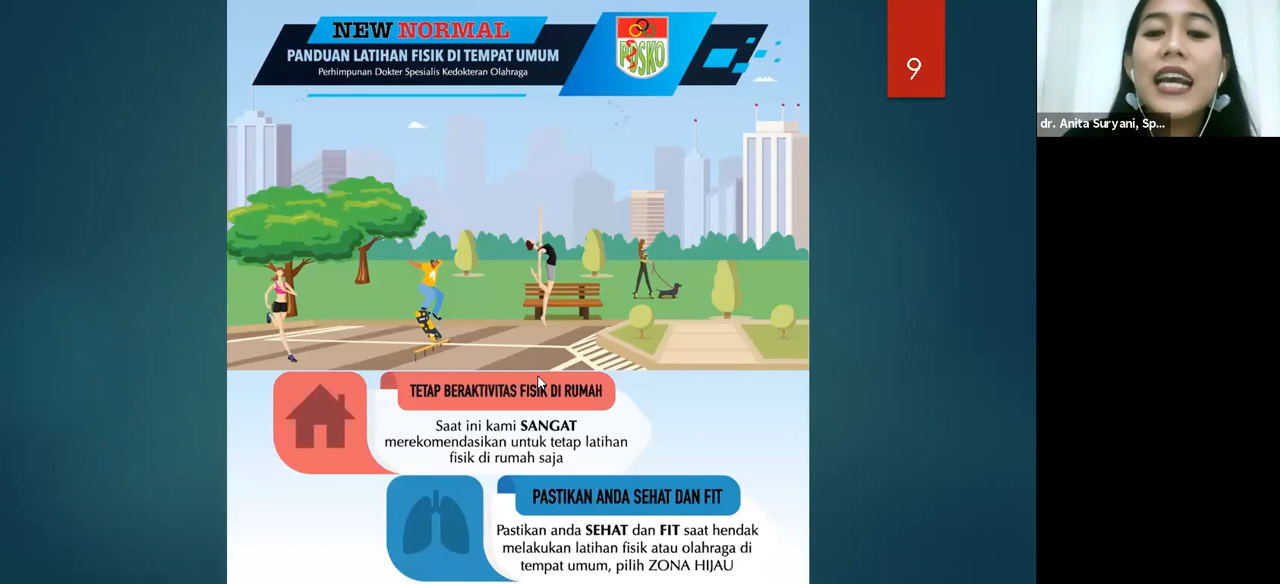 NEW NORMAL
PANDUAN LATIHAN FISIK DI TEMPAT UMUM
Perhimpunan Dokter Spesialis Kedokteran Olahraga
PDSKO
9
dr. Anita Suryani, Sp...
TETAP BERAKTIVITAS FISIK DI RUMAH
Saat ini kami SANGAT
merekomendasikan untuk tetap latihan
fisik di rumah saja
PASTIKAN ANDA SEHAT DAN FIT
Pastikan anda SEHAT dan FIT saat hendak
melakukan latihan fisik atau olahraga di
tempat umum, pilih ZONA HIJAU